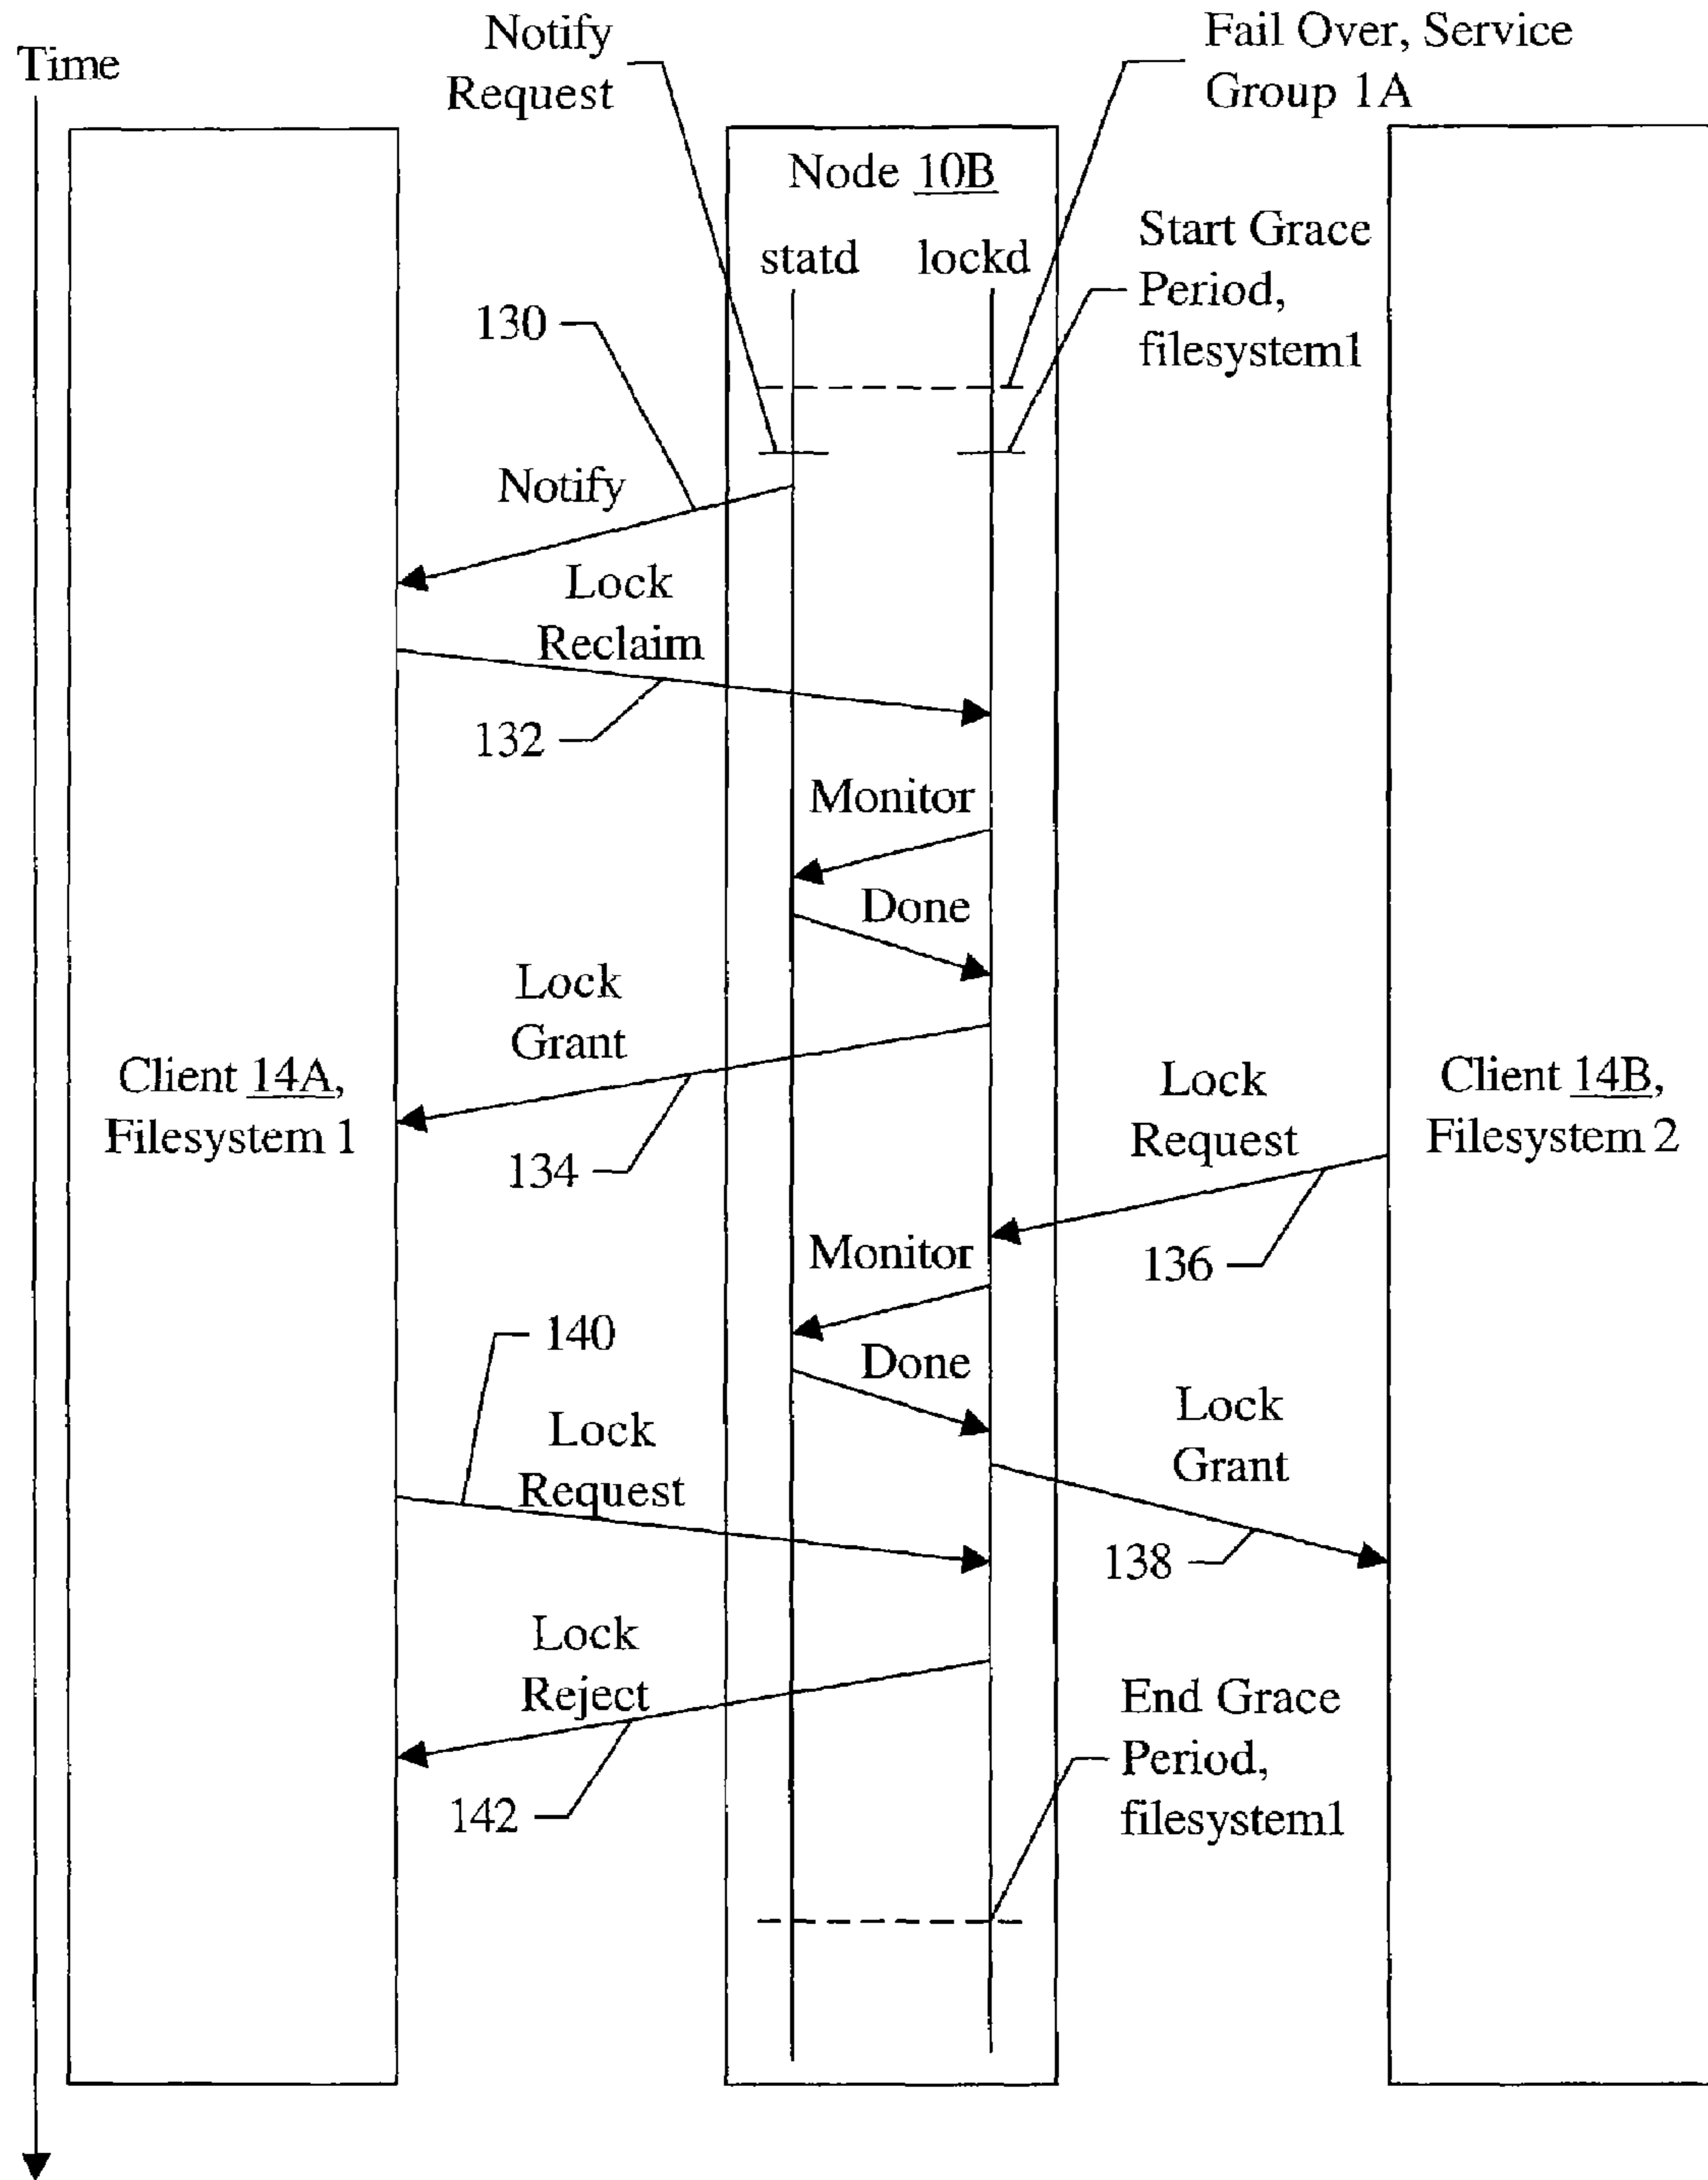 Time
Notify
Request
Fail Over, Service
Group 1A
Node 10B
statd
lockd
Start Grace
Period,
filesystem1
130
Notify
Lock
Reclaim
132
Monitor
Done
Lock
Grant
134
Client 14A,
Filesystem 1
Lock
Request
136
Client 14B,
Filesystem 2
Monitor
Done
140
Lock
Request
Lock
Grant
138
Lock
Reject
142
End Grace
Period,
filesystem1